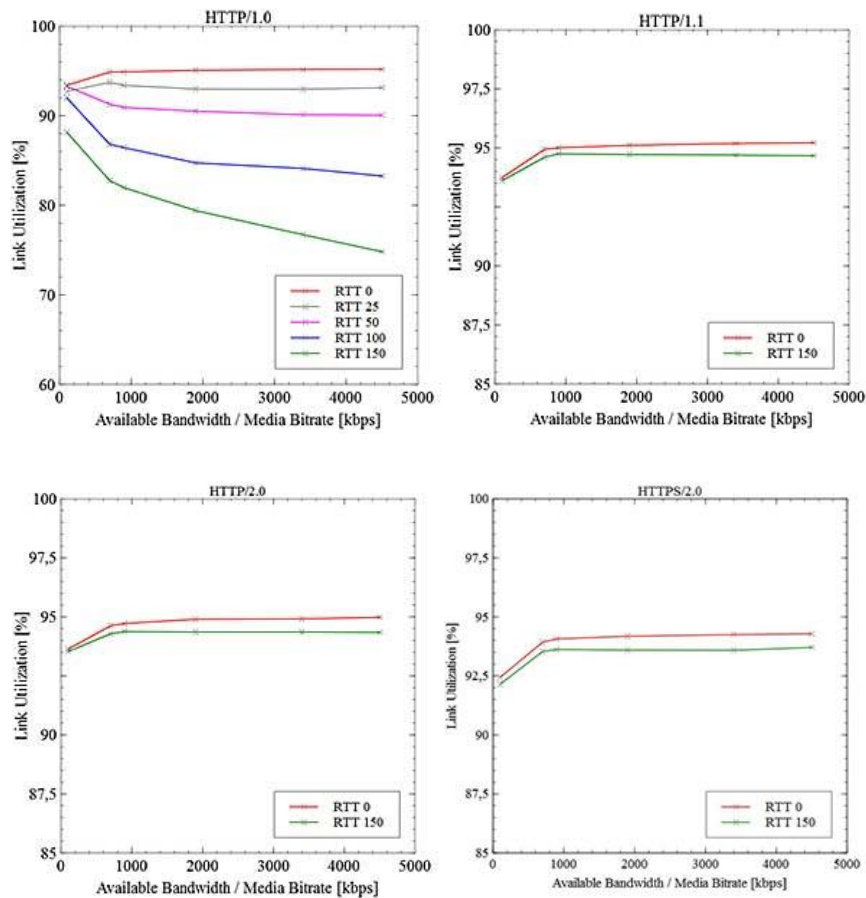 HTTP/1.0
100
90
80
70
60
Link Utilization [%]
RTT 0
RTT 25
RTT 50
RTT 100
RTT 150
0 1000 2000 3000 4000 5000
Available Bandwidth / Media Bitrate [kbps]
HTTP/1.1
100
97,5
95
90
87,5
85
Link Utilization [%]
RTT 0
RTT 150
0 1000 2000 3000 4000 5000
Available Bandwidth / Media Bitrate [kbps]
HTTP/2.0
100
97,5
95
90
87,5
85
Link Utilization [%]
RTT 0
RTT 150
0 1000 2000 3000 4000 5000
Available Bandwidth / Media Bitrate [kbps]
HTTPS/2.0
100
97,5
95
92,5
90
87,5
85
Link Utilization [%]
RTT 0
RTT 150
0 1000 2000 3000 4000 5000
Available Bandwidth / Media Bitrate [kbps]